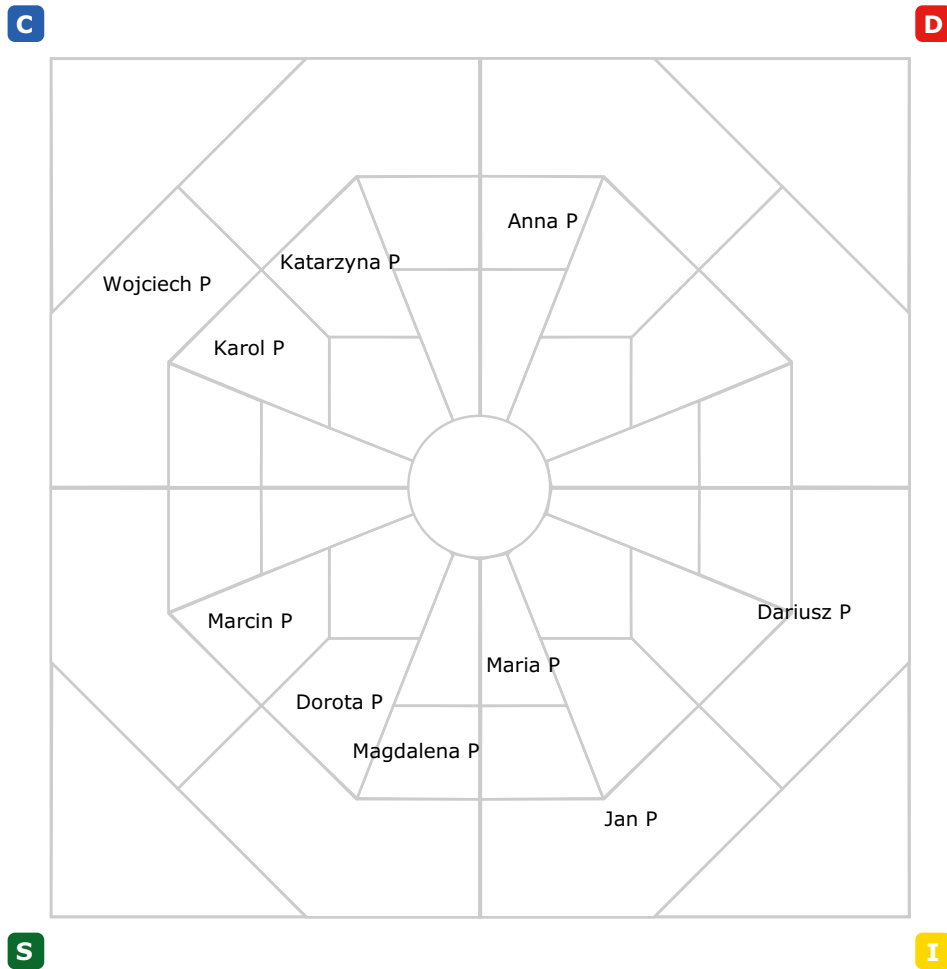 C
D
Anna P
Katarzyna P
Wojciech P
Karol P
Dariusz P
Marcin P
Maria P
Dorota P
Magdalena P
Jan P
S
I